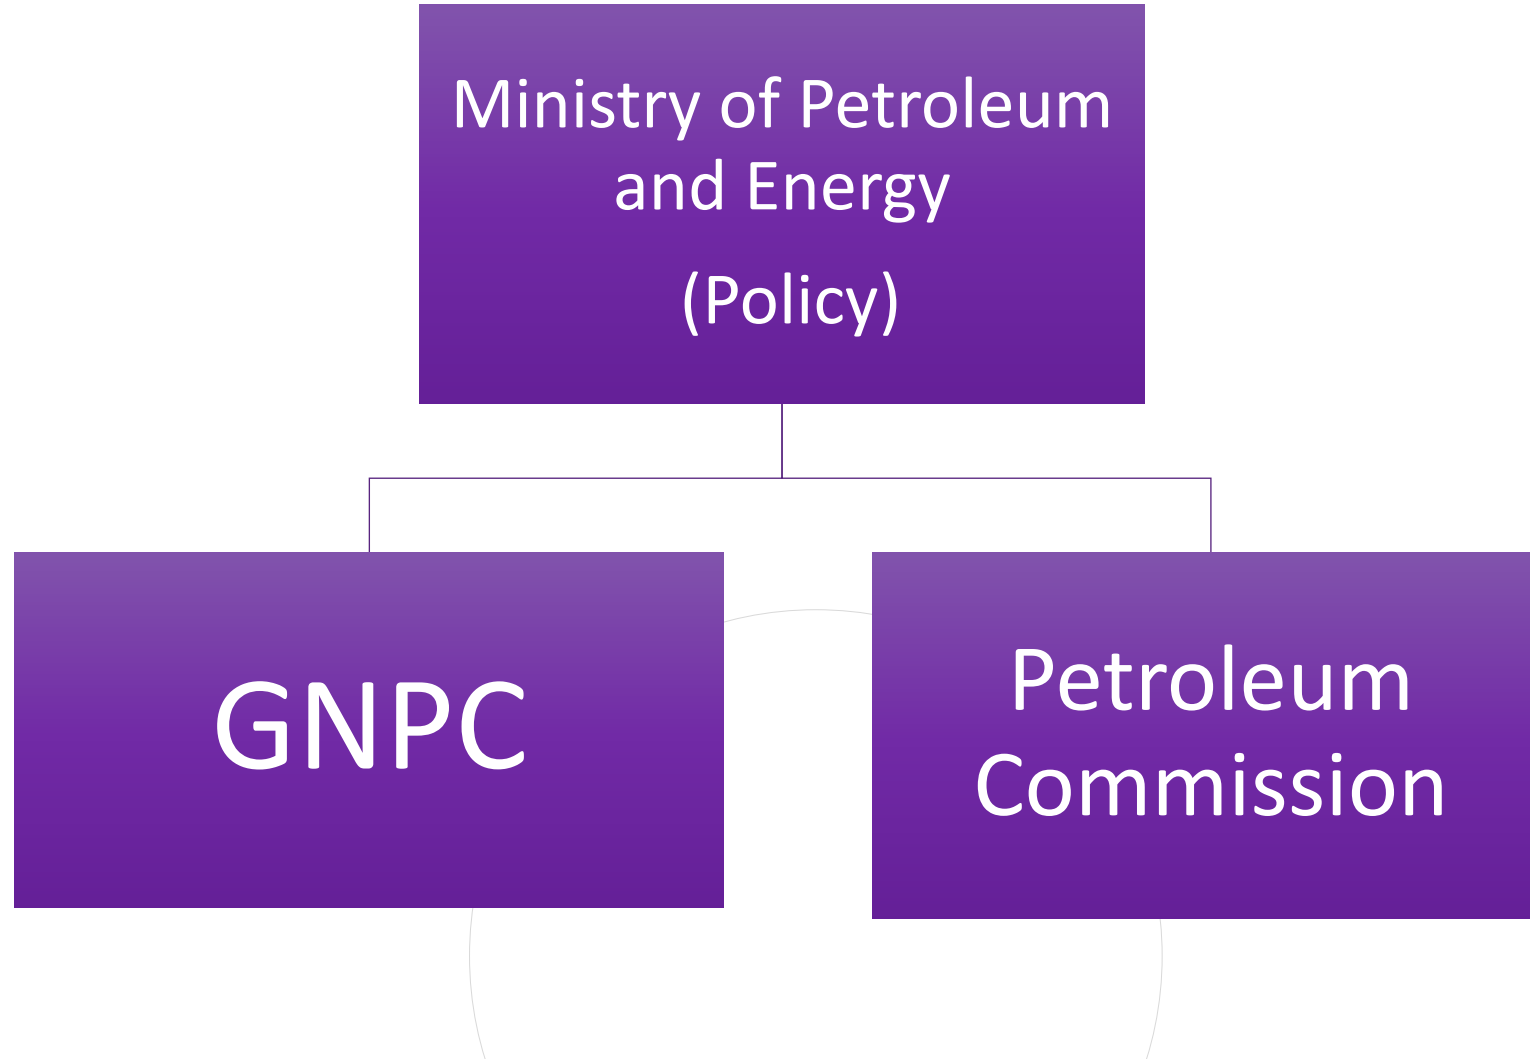 Ministry of Petroleum
and Energy
(Policy)
GNPC
Petroleum
Commission